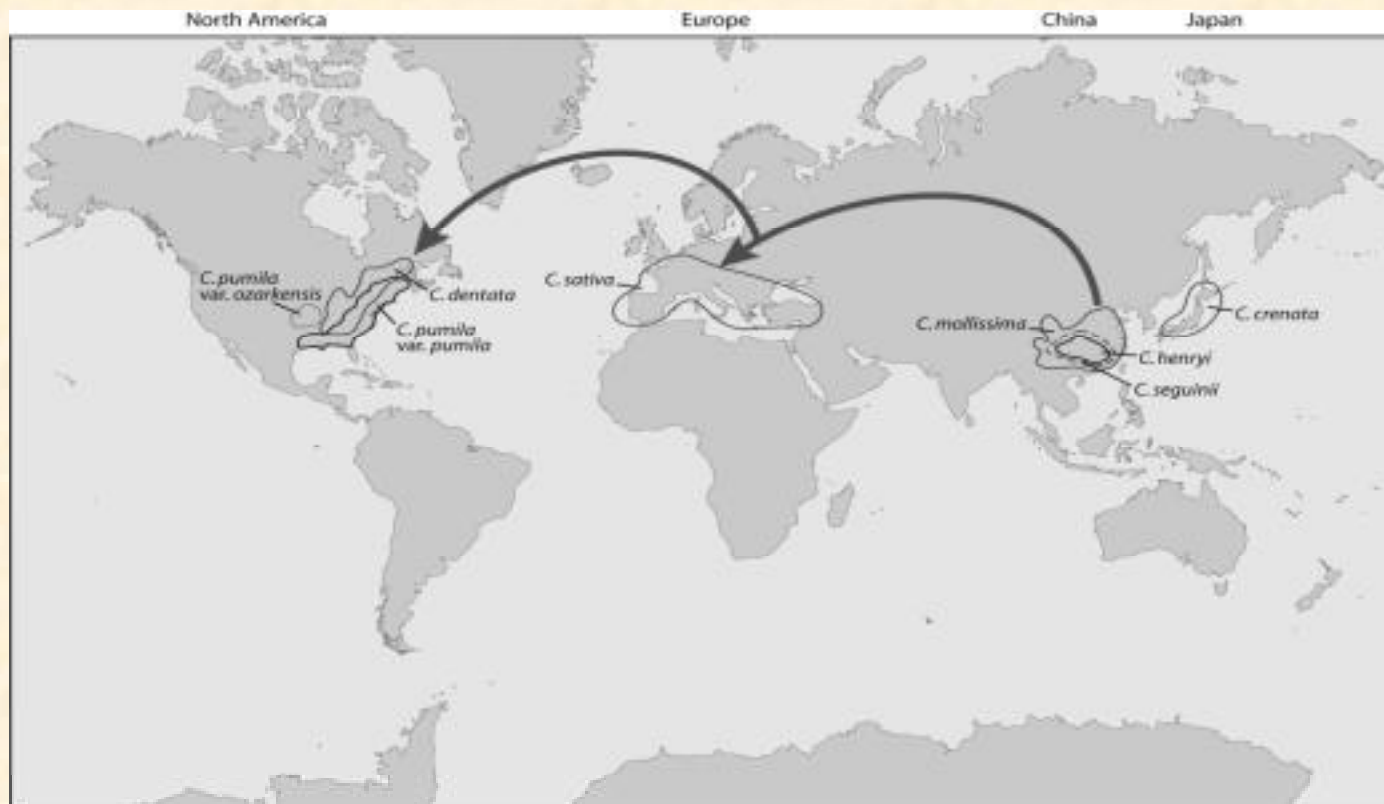 North America Europe China Japan
C. pumila
var. ozarkensis
C. dentata
C. pumila
var. pumila
C. sativa
C. mollissima
C. crenata
C. henryi
C. seguinii